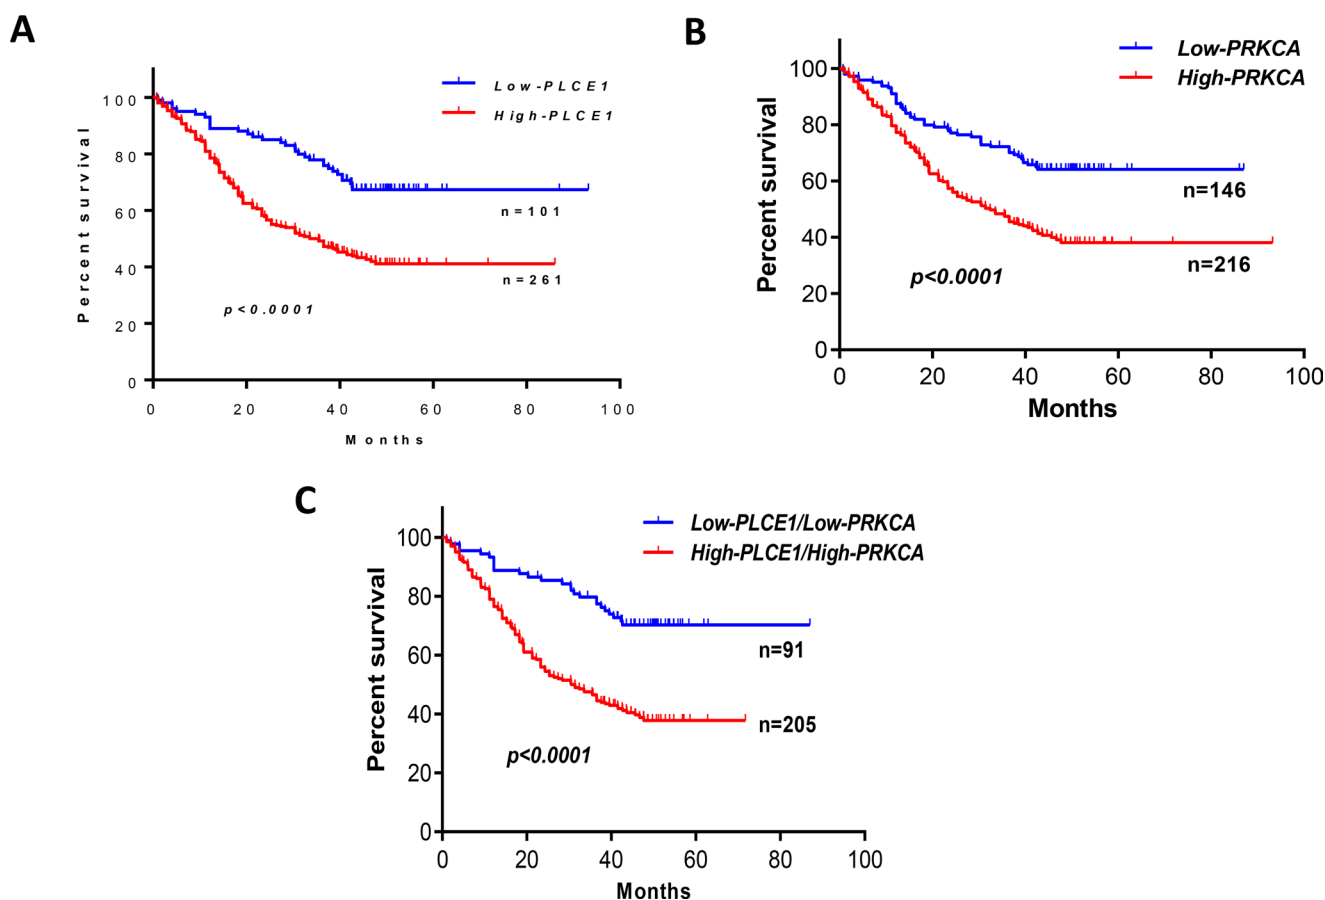 A
Low-PLCE1
High-PLCE1
Percent survival
100
80
60
40
20
0
n=101
n=261
p<0.0001
0 20 40 60 80 100
Months
B
Low-PRKCA
High-PRKCA
Percent survival
100
80
60
40
20
0
n=146
n=216
p<0.0001
0 20 40 60 80 100
Months
C
Low-PLCE1/Low-PRKCA
High-PLCE1/High-PRKCA
Percent survival
100
80
60
40
20
0
n=91
n=205
p<0.0001
0 20 40 60 80 100
Months